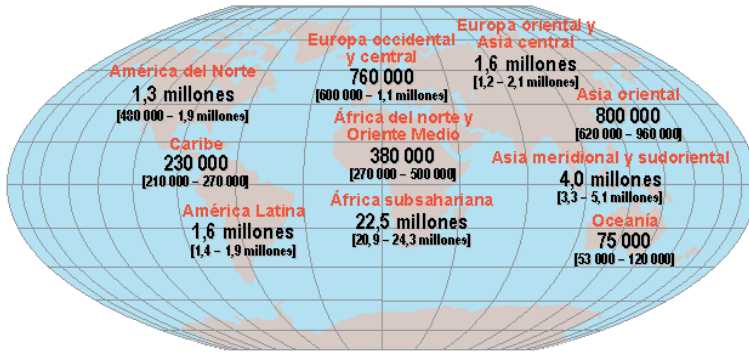 Europa oriental y
Asia central
1,6 millones
[1,2 – 2,1 millones]
Europa occidental
y central
760 000
[600 000 – 1,1 millones]
América del Norte
1,3 millones
[480 000 – 1,9 millones]
Asia oriental
800 000
[620 000 – 960 000]
África del norte y
Oriente Medio
380 000
[270 000 – 500 000]
Caribe
230 000
[210 000 – 270 000]
Asia meridional y sudoriental
4,0 millones
[3,3 – 5,1 millones]
África subsahariana
22,5 millones
[20,9 – 24,3 millones]
América Latina
1,6 millones
[1,4 – 1,9 millones]
Oceanía
75 000
[53 000 – 120 000]